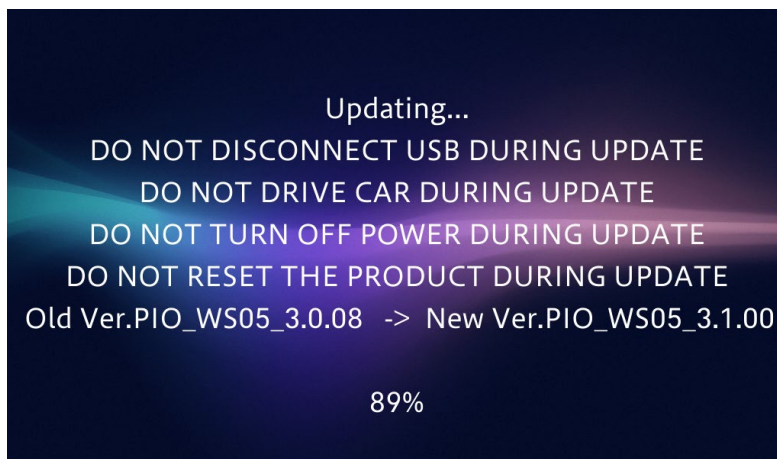 Updating...
DO NOT DISCONNECT USB DURING UPDATE
DO NOT DRIVE CAR DURING UPDATE
DO NOT TURN OFF POWER DURING UPDATE
DO NOT RESET THE PRODUCT DURING UPDATE
Old Ver.PIO_WS05_3.0.08 -> New Ver.PIO_WS05_3.1.00
89%